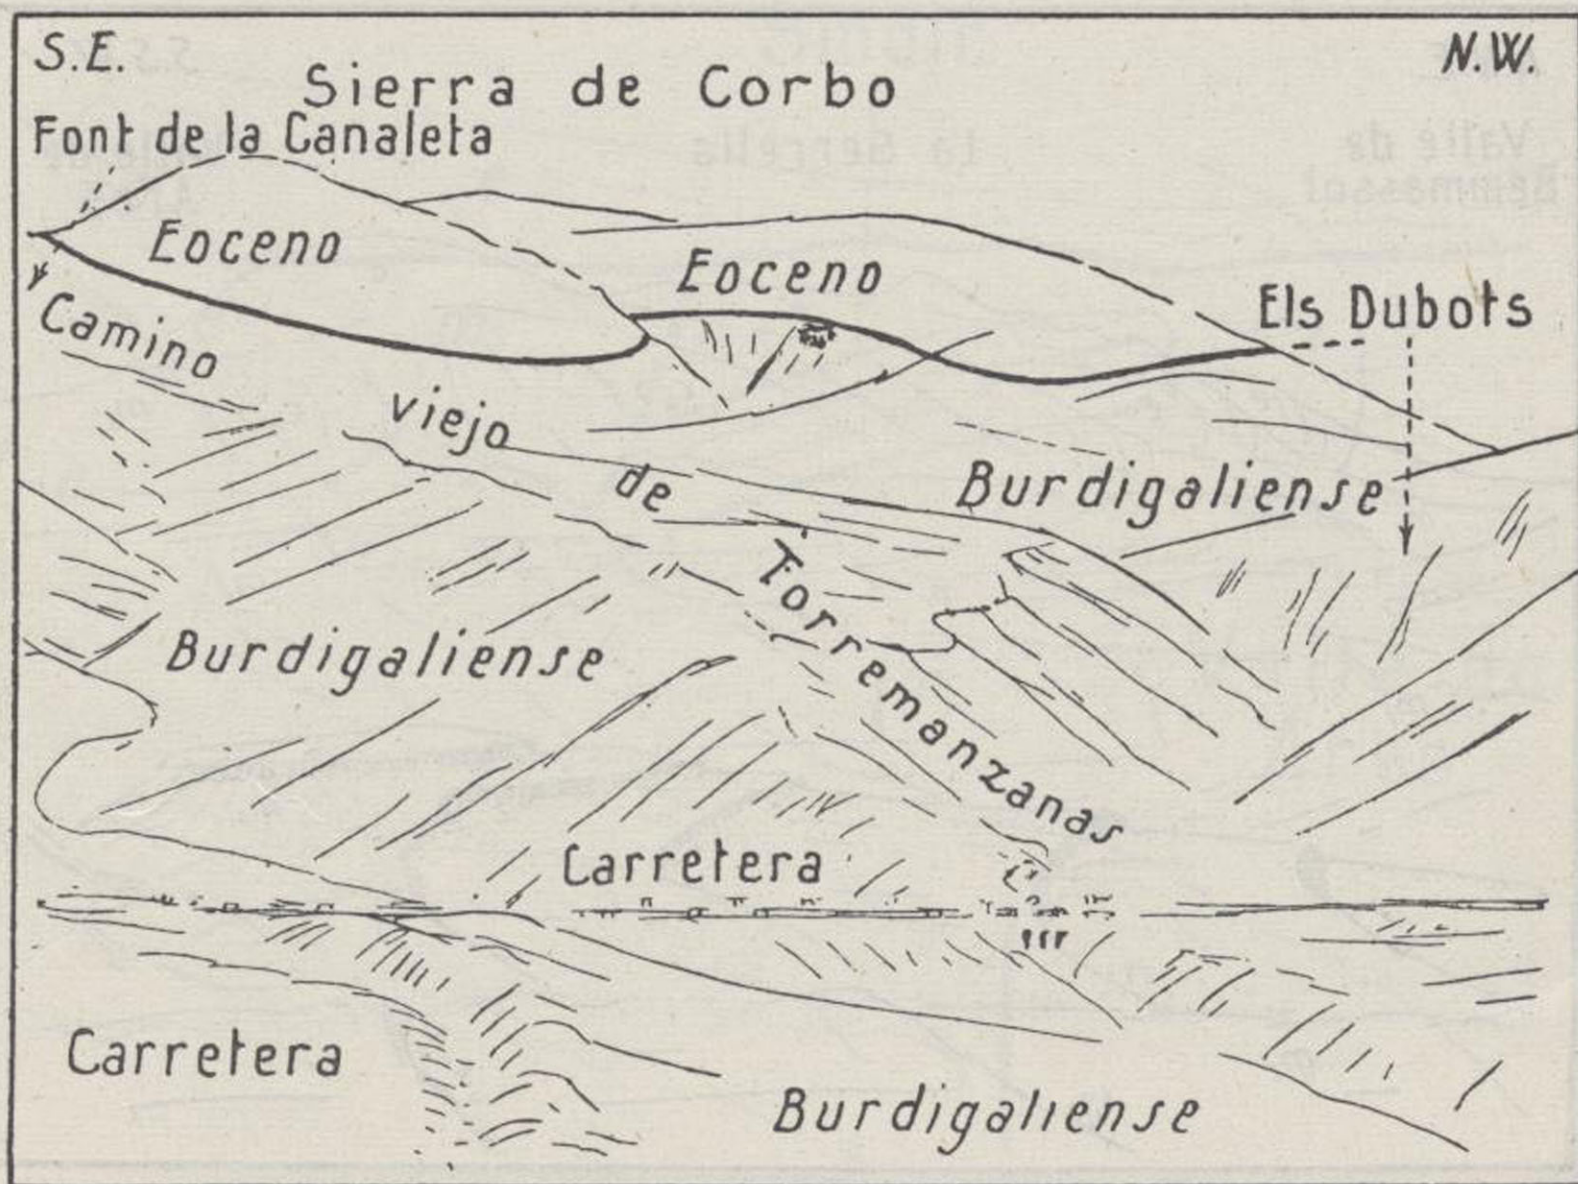 S.E.
N.W.
Sierra de Corbo
Font de la Canaleta
Eoceno
Eoceno
Els Dubots
Camino viejo de Torremanzanas
Burdigaliense
Burdigaliense
Carretera
Carretera
Burdigaliense